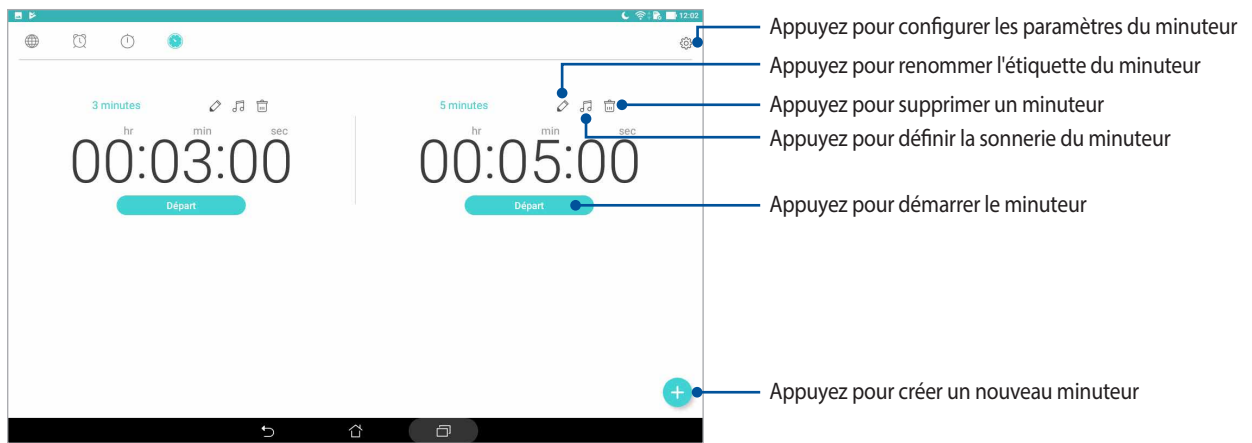 12:02
Appuyez pour configurer les paramètres du minuteur
Appuyez pour renommer l'étiquette du minuteur
3 minutes
5 minutes
Appuyez pour supprimer un minuteur
Appuyez pour définir la sonnerie du minuteur
hr min sec
00:03:00
Départ
hr min sec
00:05:00
Départ
Appuyez pour démarrer le minuteur
Appuyez pour créer un nouveau minuteur